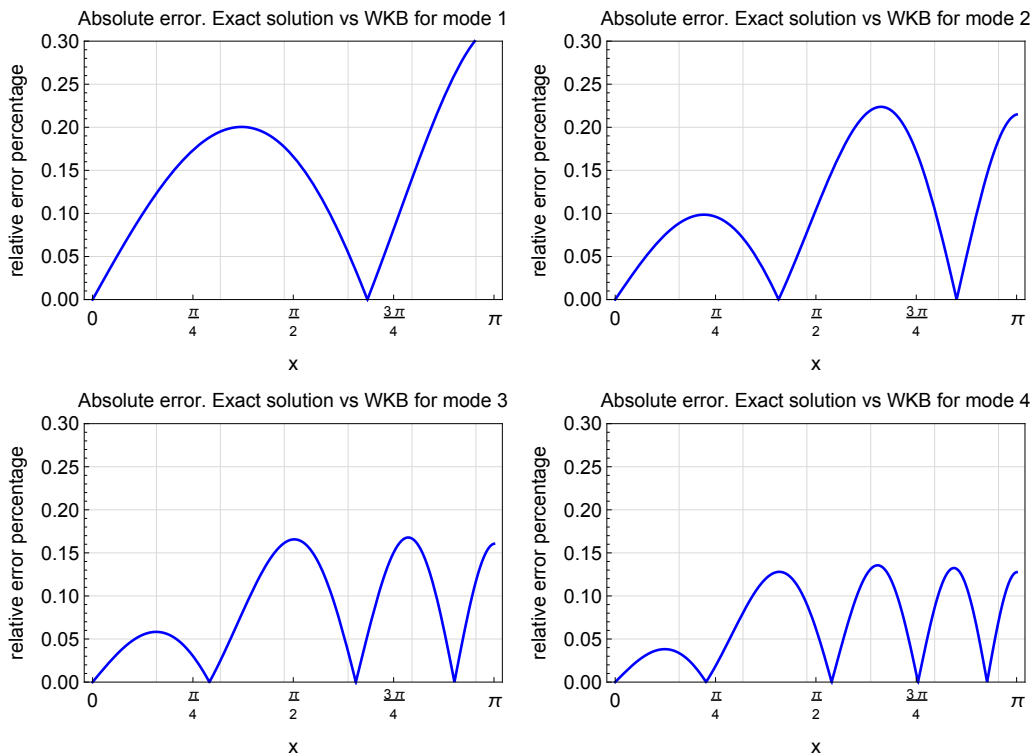 Absolute error. Exact solution vs WKB for mode 1
relative error percentage
0.30
0.25
0.20
0.15
0.10
0.05
0.00
0 π/4 π/2 3 π/4 π
x
Absolute error. Exact solution vs WKB for mode 2
relative error percentage
0.30
0.25
0.20
0.15
0.10
0.05
0.00
0 π/4 π/2 3 π/4 π
x
Absolute error. Exact solution vs WKB for mode 3
relative error percentage
0.30
0.25
0.20
0.15
0.10
0.05
0.00
0 π/4 π/2 3 π/4 π
x
Absolute error. Exact solution vs WKB for mode 4
relative error percentage
0.30
0.25
0.20
0.15
0.10
0.05
0.00
0 π/4 π/2 3 π/4 π
x